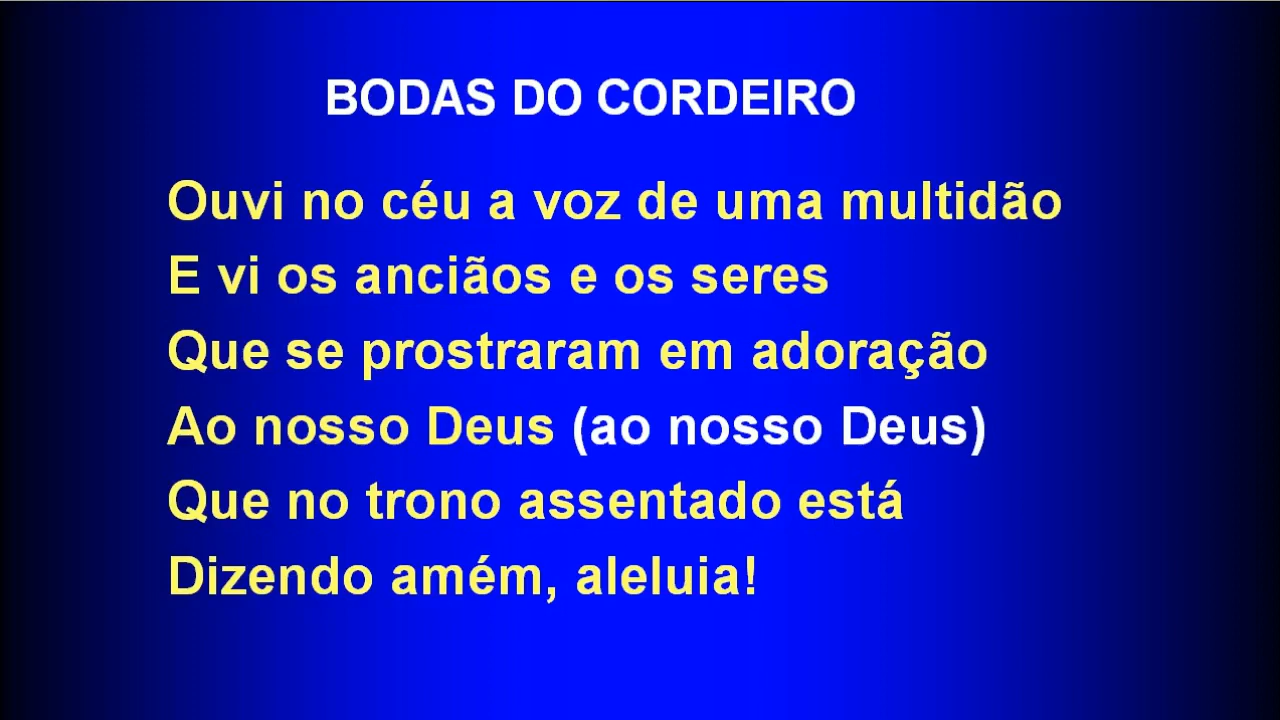 BODAS DO CORDEIRO
Ouvi no céu a voz de uma multidão
E vi os anciãos e os seres
Que se prostraram em adoração
Ao nosso Deus (ao nosso Deus)
Que no trono assentado está
Dizendo amém, aleluia!